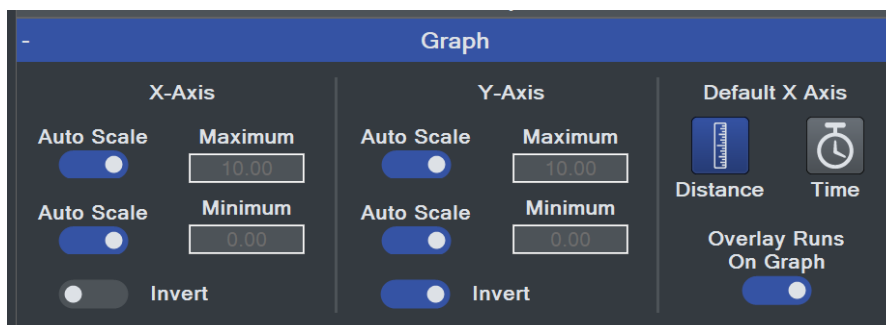 - Graph
X-Axis
Auto Scale Maximum
10.00
Auto Scale Minimum
0.00
Invert
Y-Axis
Auto Scale Maximum
10.00
Auto Scale Minimum
0.00
Invert
Default X Axis
Distance Time
Overlay Runs
On Graph